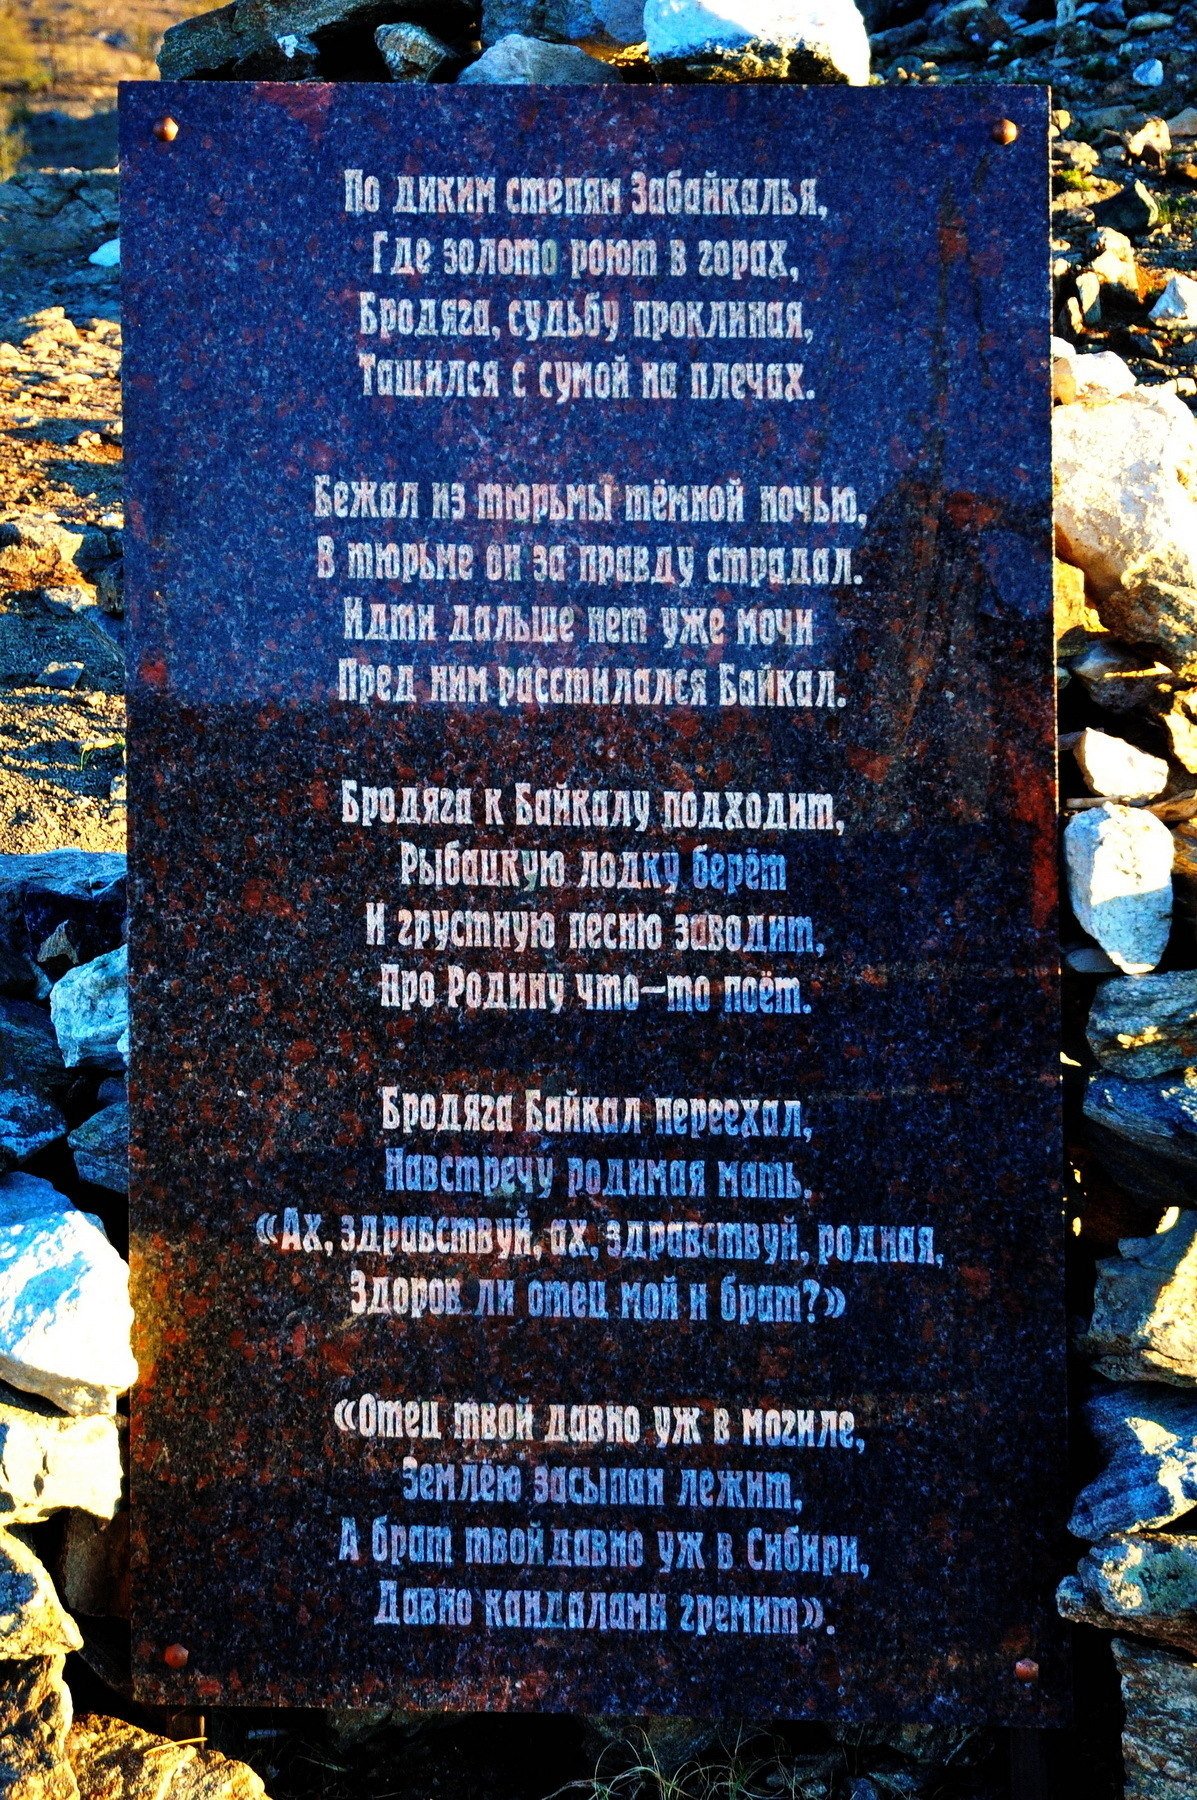 По диким степям Забайкалья,
Где золото роют в горах,
Бродяга, судьбу проклиная,
Тащился с сумой на плечах.
Бежал из тюрьмы тёмной ночью,
В тюрьме он за правду страдал.
Идти дальше нет уже мочи
Пред ним расстилался Байкал.
Бродяга к Байкалу подходит,
Рыбацкую лодку берёт
И грустную песню заводит,
Про Родину что-то поёт.
Бродяга Байкал переехал,
Навстречу родимая мать.
«Ах, здравствуй, ах, здравствуй, родная,
Здоров ли отец мой и брат?»
«Отец твой давно уж в могиле,
Землёю засыпан лежит,
А брат твой давно уж в Сибири,
Давно кандалами гремит».